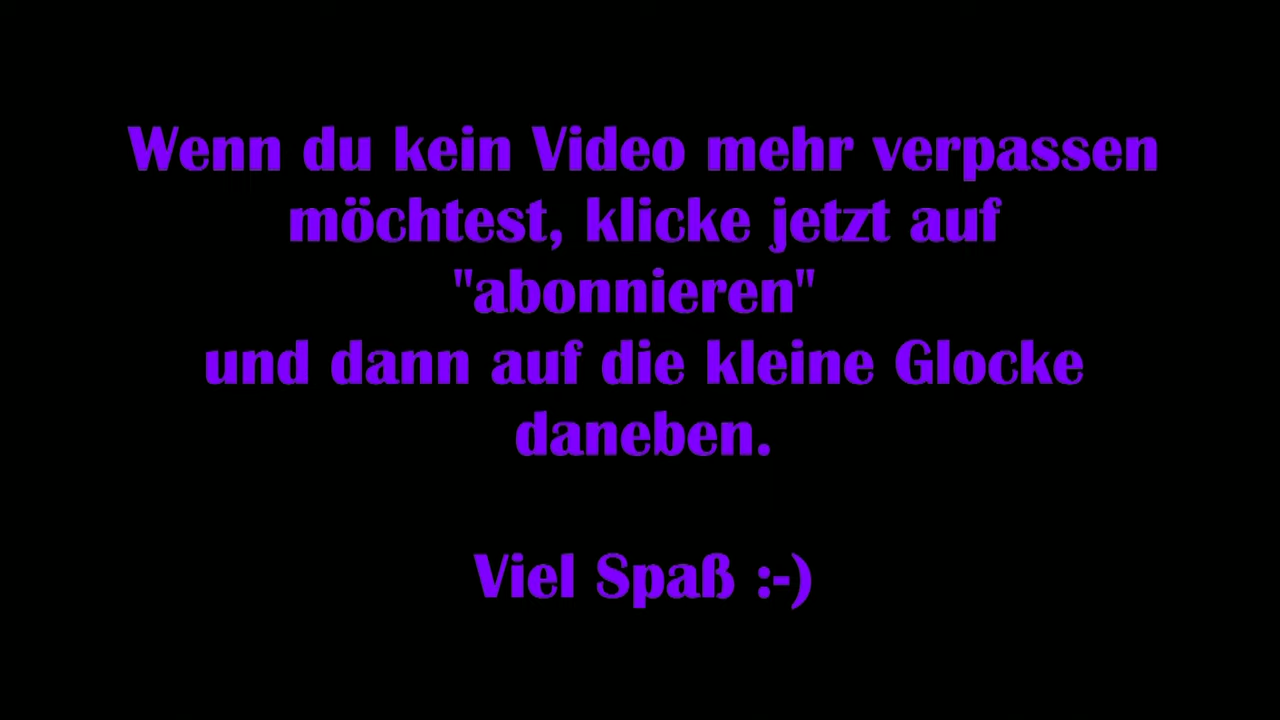 Wenn du kein Video mehr verpassen
möchtest, klicke jetzt auf
"abonnieren"
und dann auf die kleine Glocke
daneben.
Viel Spaß :-)